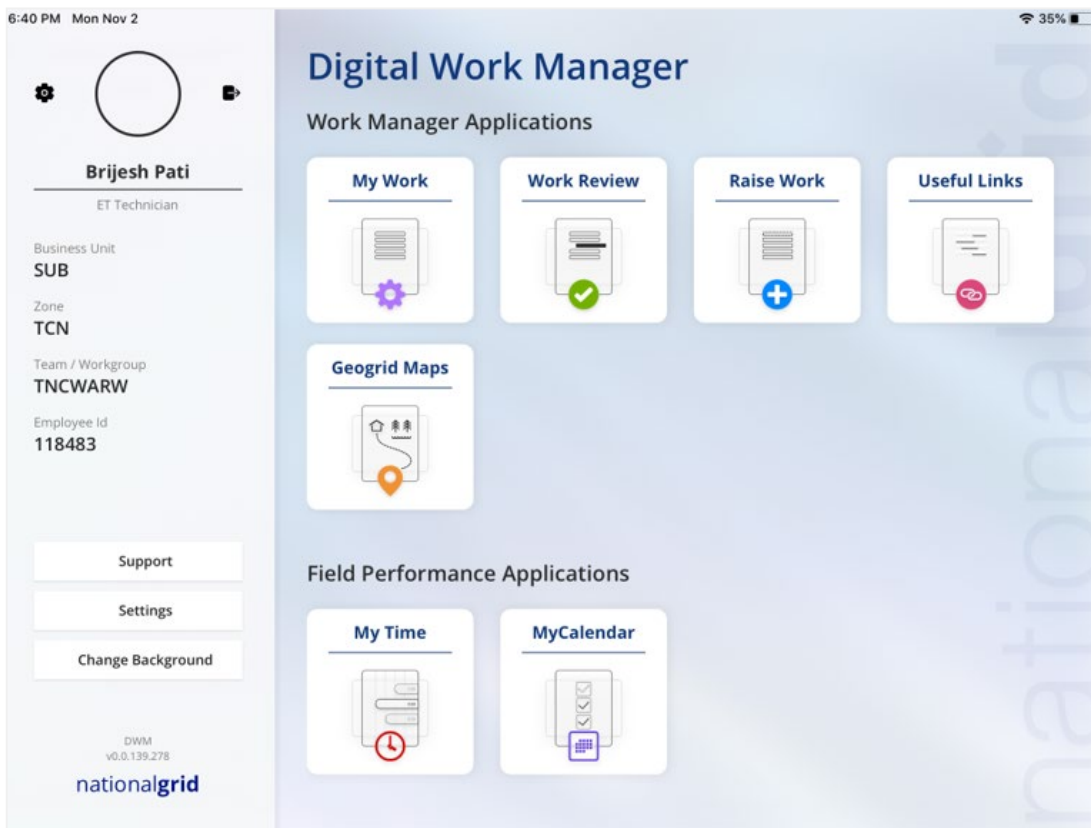 6:40 PM Mon Nov 2
35%
Brijesh Pati
ET Technician
Business Unit
SUB
Zone
TCN
Team / Workgroup
TNCWARW
Employee Id
118483
Support
Settings
Change Background
DWM
v0.0.139.278
nationalgrid
Digital Work Manager
Work Manager Applications
My Work
Work Review
Raise Work
Useful Links
Geogrid Maps
Field Performance Applications
My Time
MyCalendar
nationalgrid